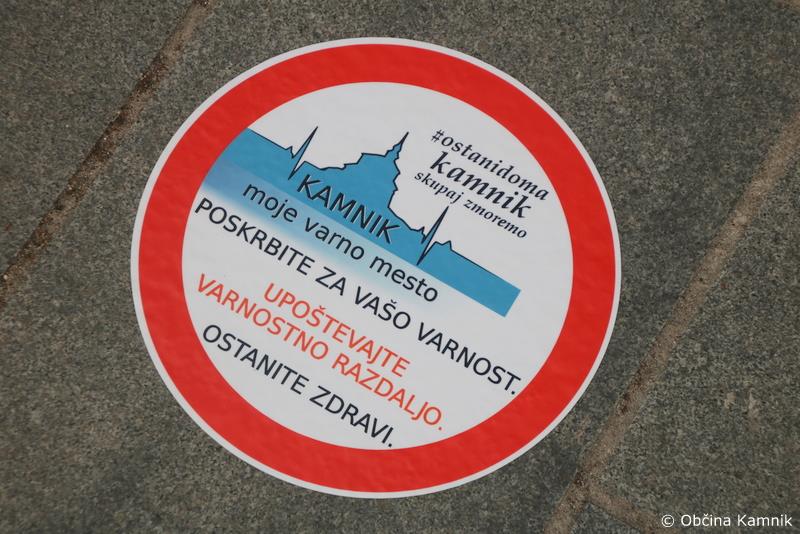 #ostanidoma
kamnik
skupaj zmoremo
KAMNIK
moje varno mesto
POSKRBITE ZA VAŠO VARNOST.
UPOŠTEVAJTE
VARNOSTNO RAZDALJO.
OSTANITE ZDRAVI.
© Občina Kamnik